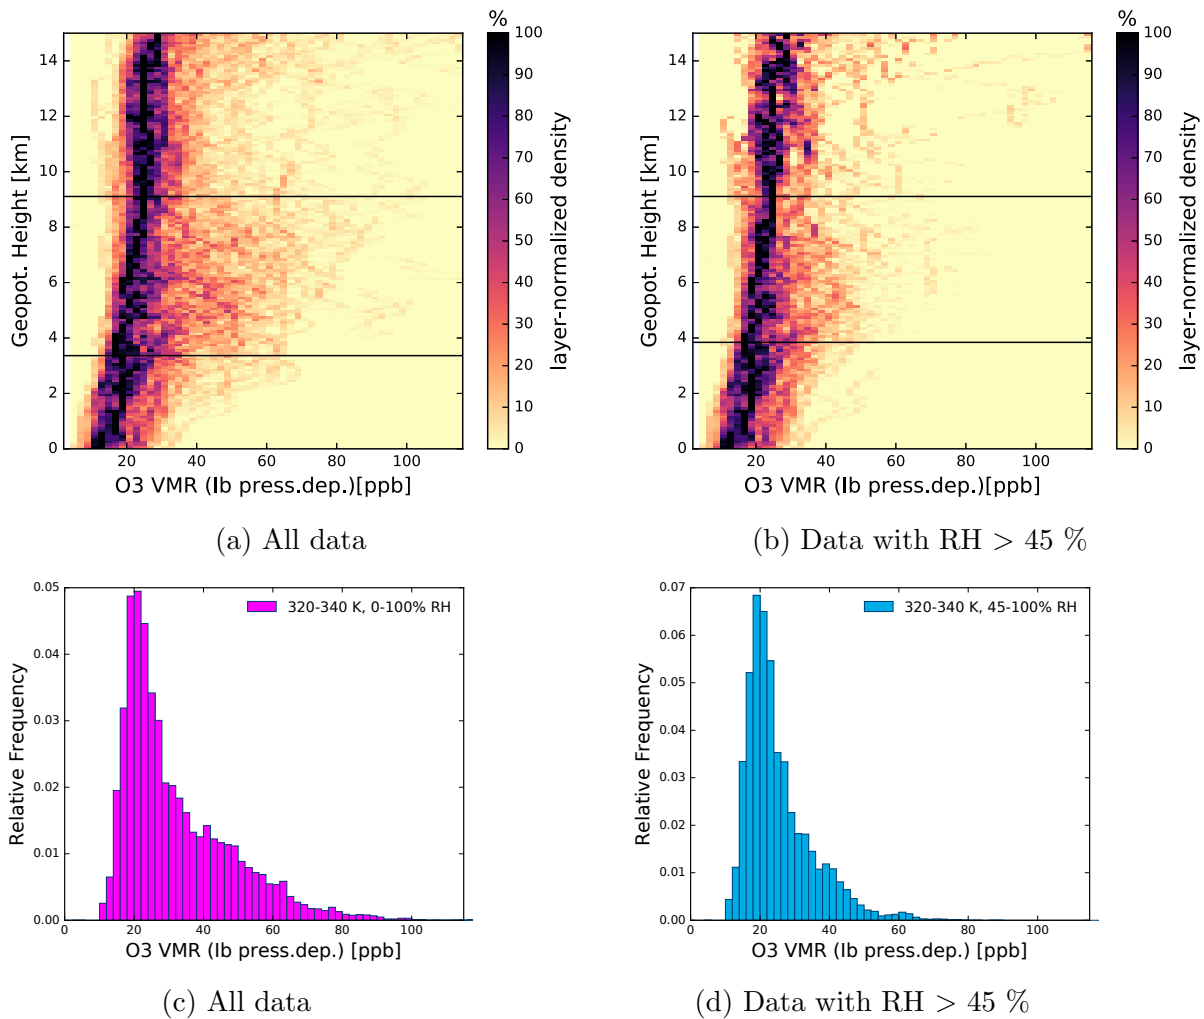 %
100
90
80
70
60
50
40
30
20
10
0
layer-normalized density
14
12
10
8
6
4
2
0
Geopot. Height [km]
20 40 60 80 100
O3 VMR (Ib press.dep.)[ppb]
(a) All data
%
100
90
80
70
60
50
40
30
20
10
0
layer-normalized density
14
12
10
8
6
4
2
0
Geopot. Height [km]
20 40 60 80 100
O3 VMR (Ib press.dep.)[ppb]
(b) Data with RH > 45 %
0.05
0.04
0.03
0.02
0.01
0.00
Relative Frequency
320-340 K, 0-100% RH
0 20 40 60 80 100
O3 VMR (Ib press.dep.) [ppb]
(c) All data
0.07
0.06
0.05
0.04
0.03
0.02
0.01
0.00
Relative Frequency
320-340 K, 45-100% RH
0 20 40 60 80 100
O3 VMR (Ib press.dep.) [ppb]
(d) Data with RH > 45 %